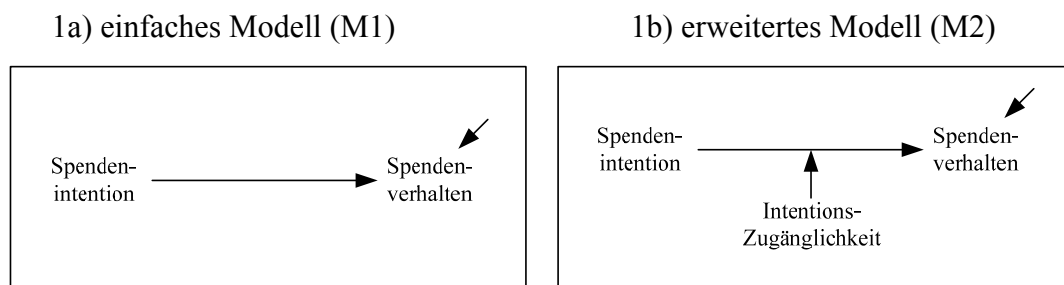 1a) einfaches Modell (M1)
1b) erweitertes Modell (M2)
Spenden-
intention
Spenden-
verhalten
Spenden-
intention
Spenden-
verhalten
Intentions-
Zugänglichkeit